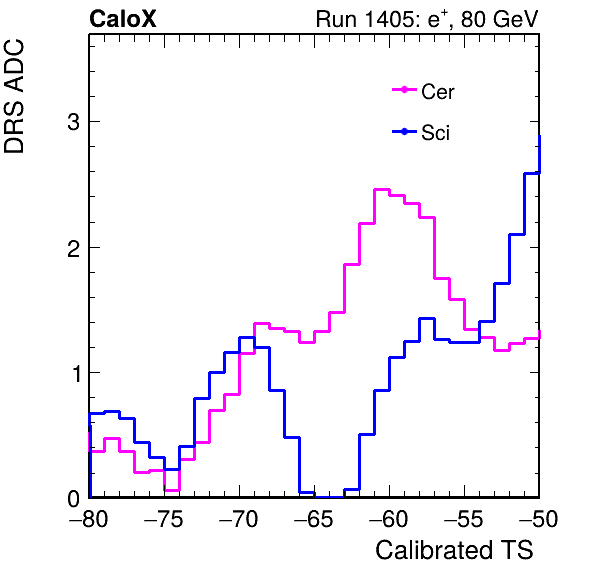 CaloX Run 1405: e⁺, 80 GeV
DRS ADC
Cer
Sci
3
2
1
0
−80 −75 −70 −65 −60 −55 −50
Calibrated TS